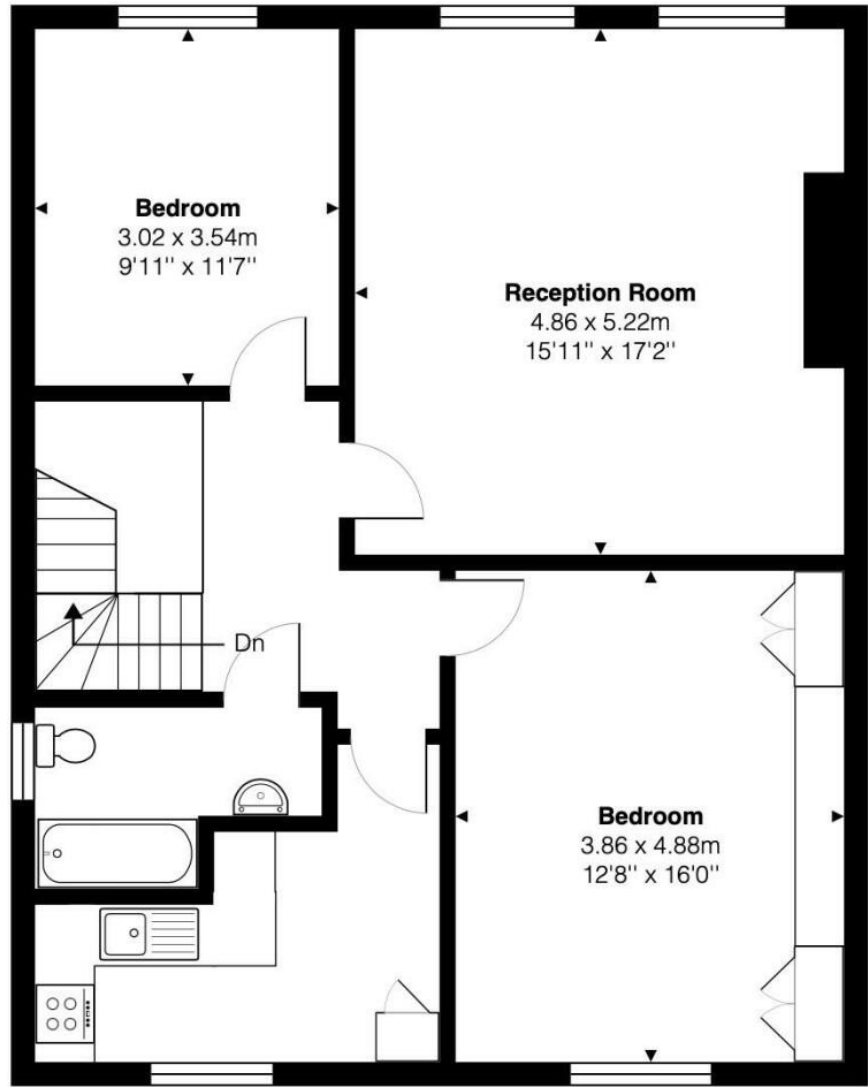 Bedroom
3.02 x 3.54m
9'11'' x 11'7''
Reception Room
4.86 x 5.22m
15'11'' x 17'2''
Dn
Bedroom
3.86 x 4.88m
12'8'' x 16'0''